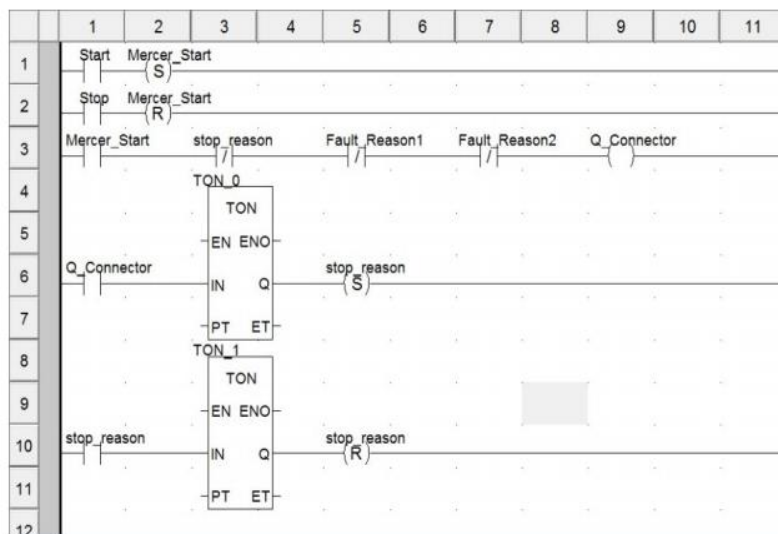 1 2 3 4 5 6 7 8 9 10 11
1 Start Mercer_Start
(S)
2 Stop Mercer_Start
(R)
3 Mercer_Start stop_reason Fault_Reason1 Fault_Reason2 Q_Connector
/ / / ( )
4 TON_0
TON
5 EN ENO
6 Q_Connector stop_reason
IN Q (S)
7 PT ET
8 TON_1
TON
9 EN ENO
10 stop_reason stop_reason
IN Q (R)
11 PT ET
12